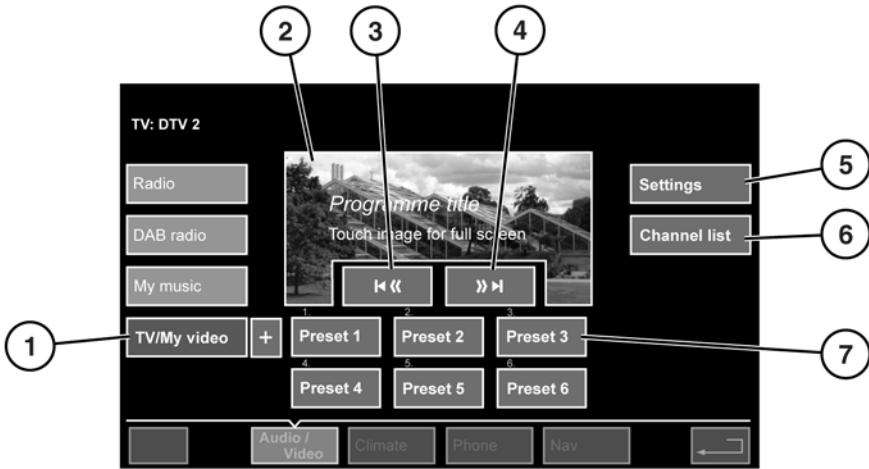 2 3 4
TV: DTV 2
Radio
DAB radio
My music
TV/My video +
Programme title
Touch image for full screen
Settings 5
Channel list 6
1
1. 2. 3.
Preset 1 Preset 2 Preset 3
7
4. 5. 6.
Preset 4 Preset 5 Preset 6
Audio /
Video
Climate Phone Nav